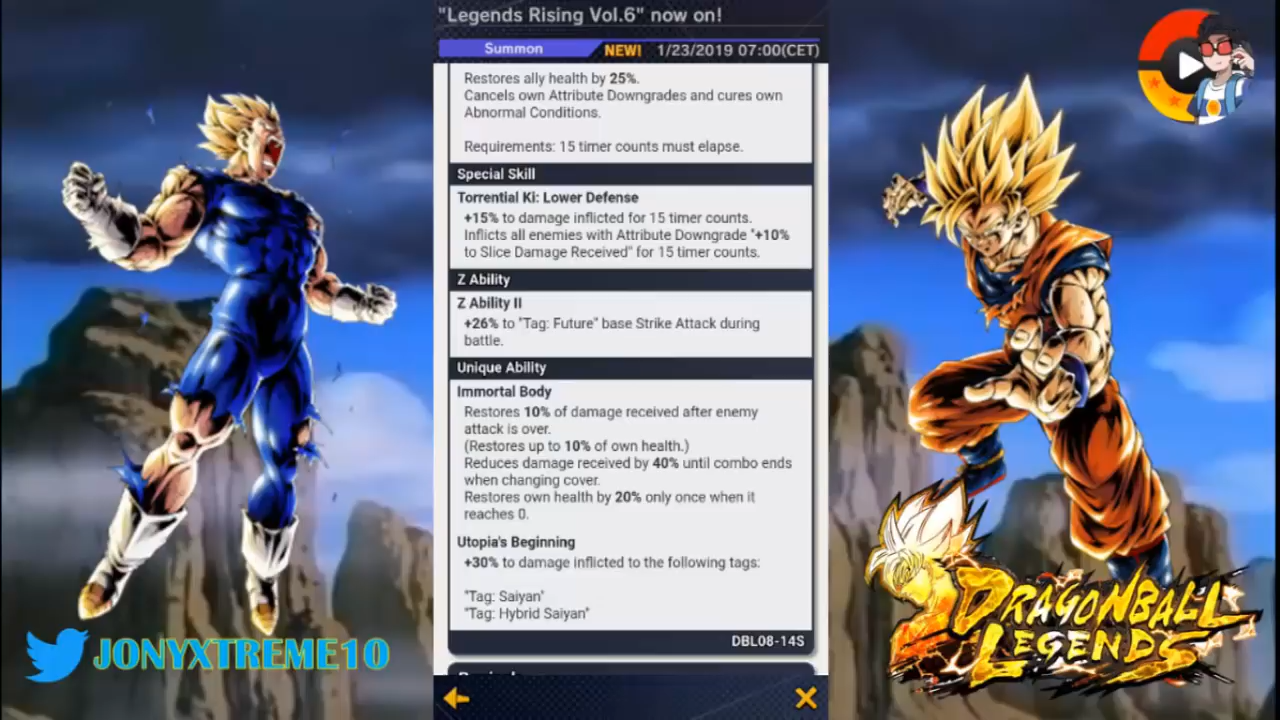 "Legends Rising Vol.6" now on!
Summon NEW! 1/23/2019 07:00(CET)
Restores ally health by 25%.
Cancels own Attribute Downgrades and cures own
Abnormal Conditions.
Requirements: 15 timer counts must elapse.
Special Skill
Torrential Ki: Lower Defense
+15% to damage inflicted for 15 timer counts.
Inflicts all enemies with Attribute Downgrade "+10%
to Slice Damage Received" for 15 timer counts.
Z Ability
Z Ability II
+26% to "Tag: Future" base Strike Attack during
battle.
Unique Ability
Immortal Body
Restores 10% of damage received after enemy
attack is over.
(Restores up to 10% of own health.)
Reduces damage received by 40% until combo ends
when changing cover.
Restores own health by 20% only once when it
reaches 0.
Utopia's Beginning
+30% to damage inflicted to the following tags:
"Tag: Saiyan"
"Tag: Hybrid Saiyan"
DBL08-14S
JONYXTREME10
DRAGONBALL
LEGENDS